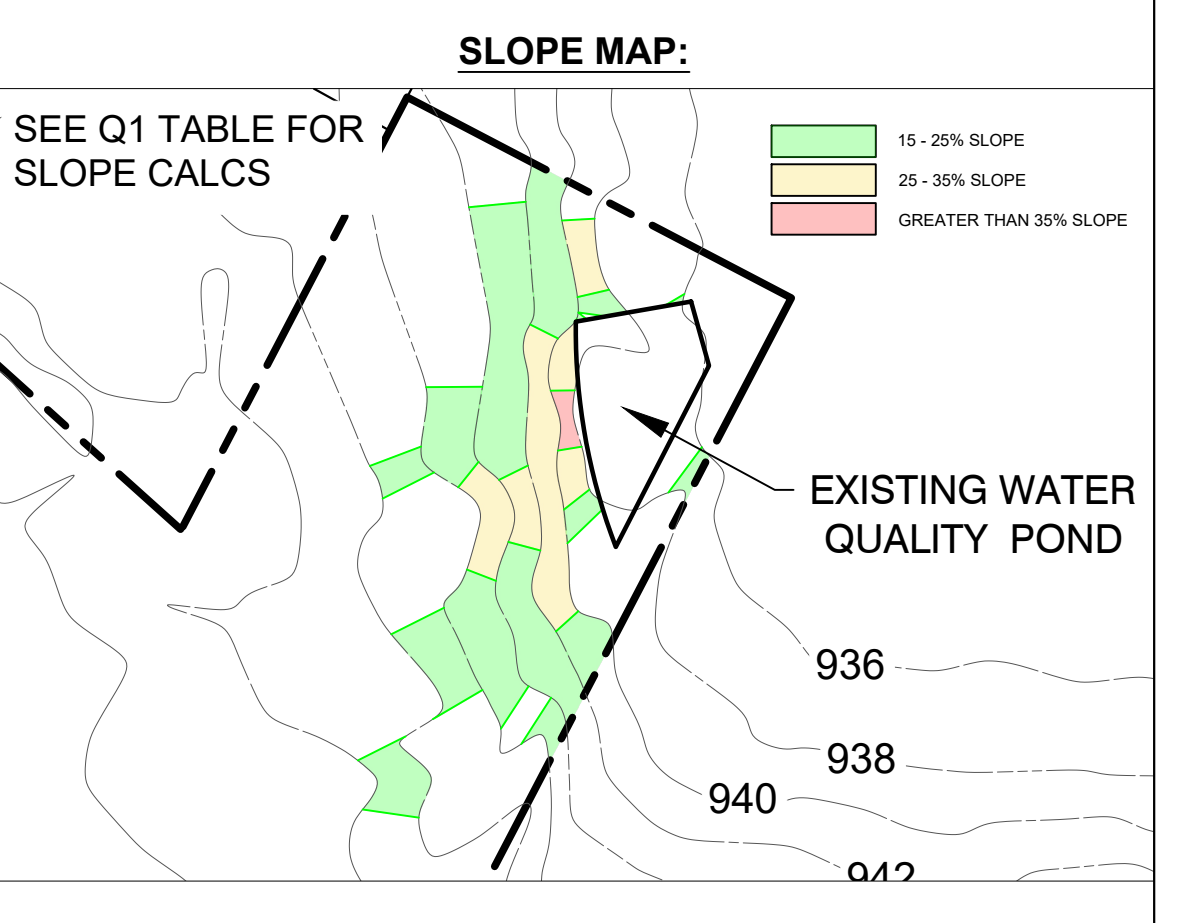 SLOPE MAP:
SEE Q1 TABLE FOR
SLOPE CALCS
15 - 25% SLOPE
25 - 35% SLOPE
GREATER THAN 35% SLOPE
EXISTING WATER
QUALITY POND
936
938
940
942